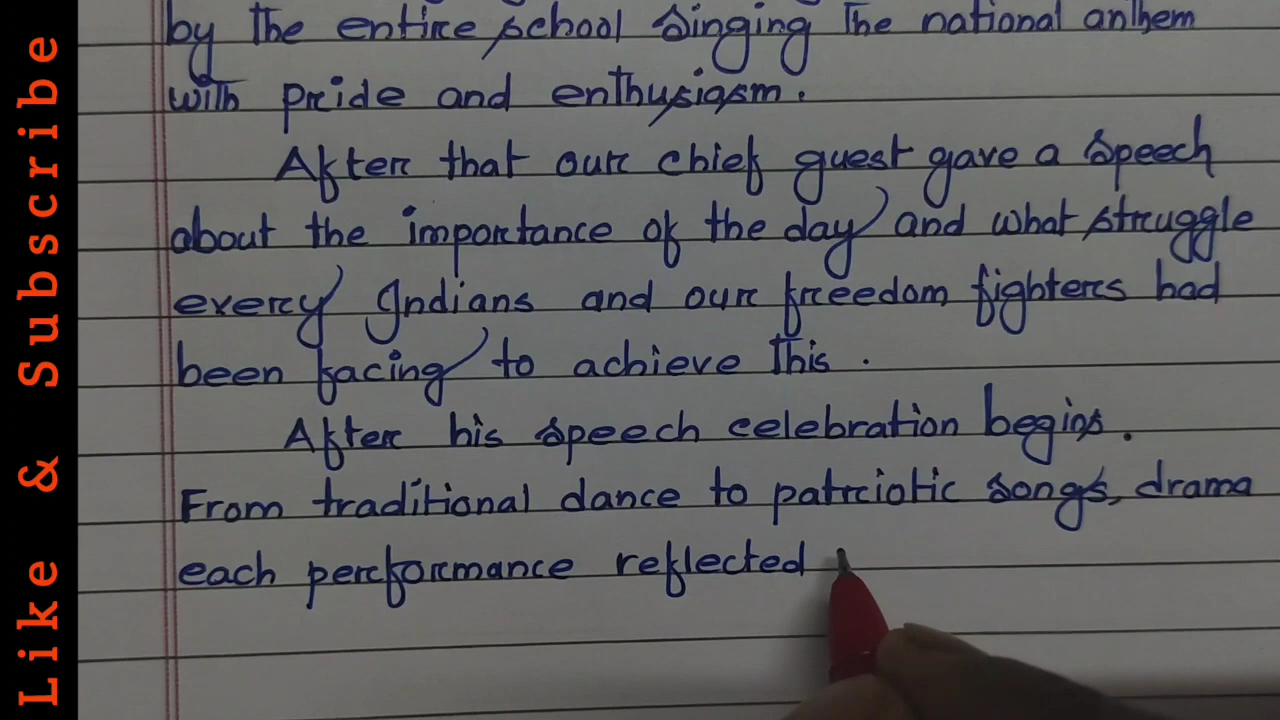 by the entire school singing the national anthem
with pride and enthusiasm.
After that our chief guest gave a speech
about the importance of the day and what struggle
every Indians and our freedom fighters had
been facing to achieve this.
After his speech celebration begins.
From traditional dance to patriotic songs, drama
each performance reflected
Like & Subscribe